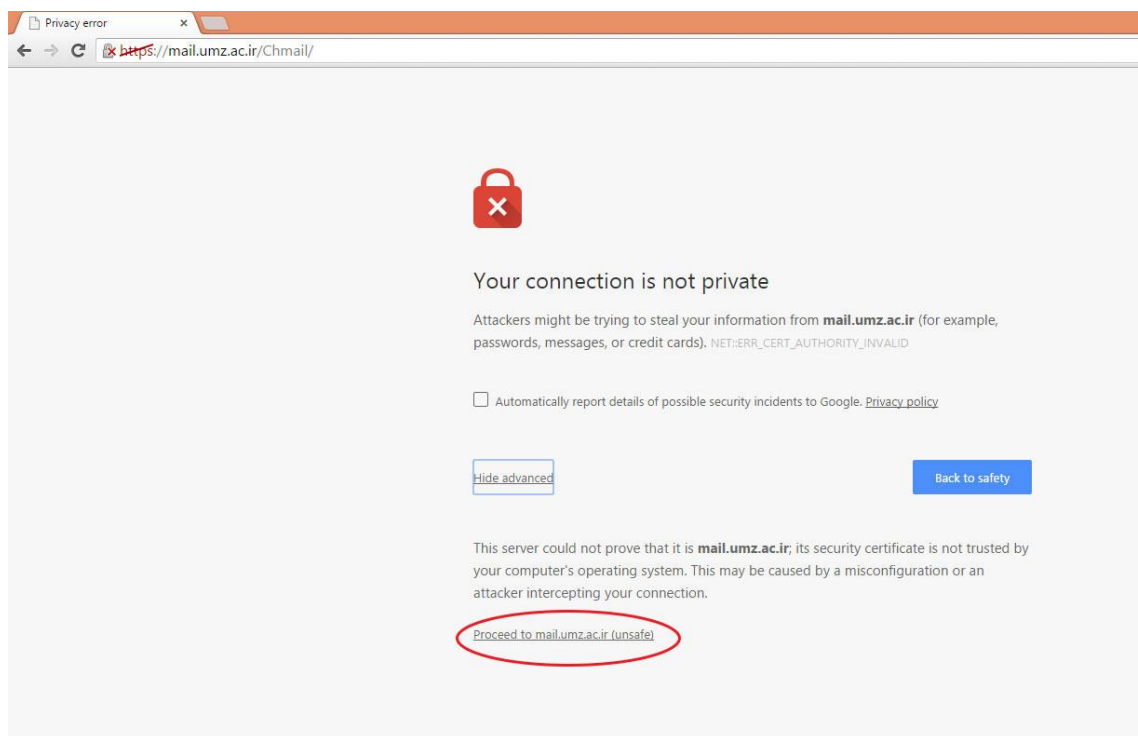 Privacy error
https://mail.umz.ac.ir/Chmail/
Your connection is not private
Attackers might be trying to steal your information from mail.umz.ac.ir (for example,
passwords, messages, or credit cards). NET::ERR_CERT_AUTHORITY_INVALID
Automatically report details of possible security incidents to Google. Privacy policy
Hide advanced
Back to safety
This server could not prove that it is mail.umz.ac.ir; its security certificate is not trusted by
your computer's operating system. This may be caused by a misconfiguration or an
attacker intercepting your connection.
Proceed to mail.umz.ac.ir (unsafe)